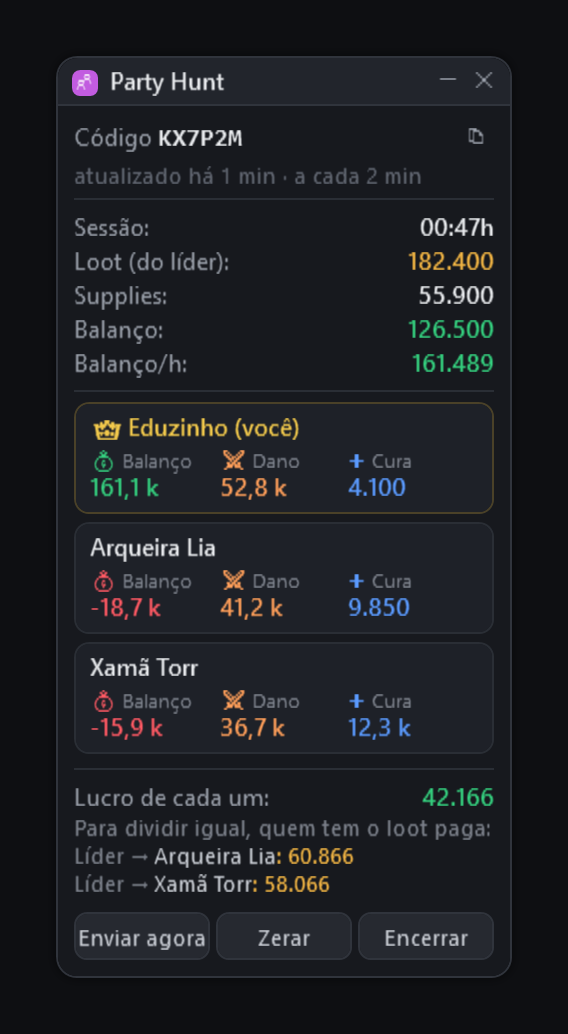 Party Hunt
Código KX7P2M
atualizado há 1 min · a cada 2 min
Sessão: 00:47h
Loot (do líder): 182.400
Supplies: 55.900
Balanço: 126.500
Balanço/h: 161.489
Eduzinho (você)
Balanço Dano Cura
161,1 k 52,8 k 4.100
Arqueira Lia
Balanço Dano Cura
-18,7 k 41,2 k 9.850
Xamã Torr
Balanço Dano Cura
-15,9 k 36,7 k 12,3 k
Lucro de cada um: 42.166
Para dividir igual, quem tem o loot paga:
Líder → Arqueira Lia: 60.866
Líder → Xamã Torr: 58.066
Enviar agora Zerar Encerrar